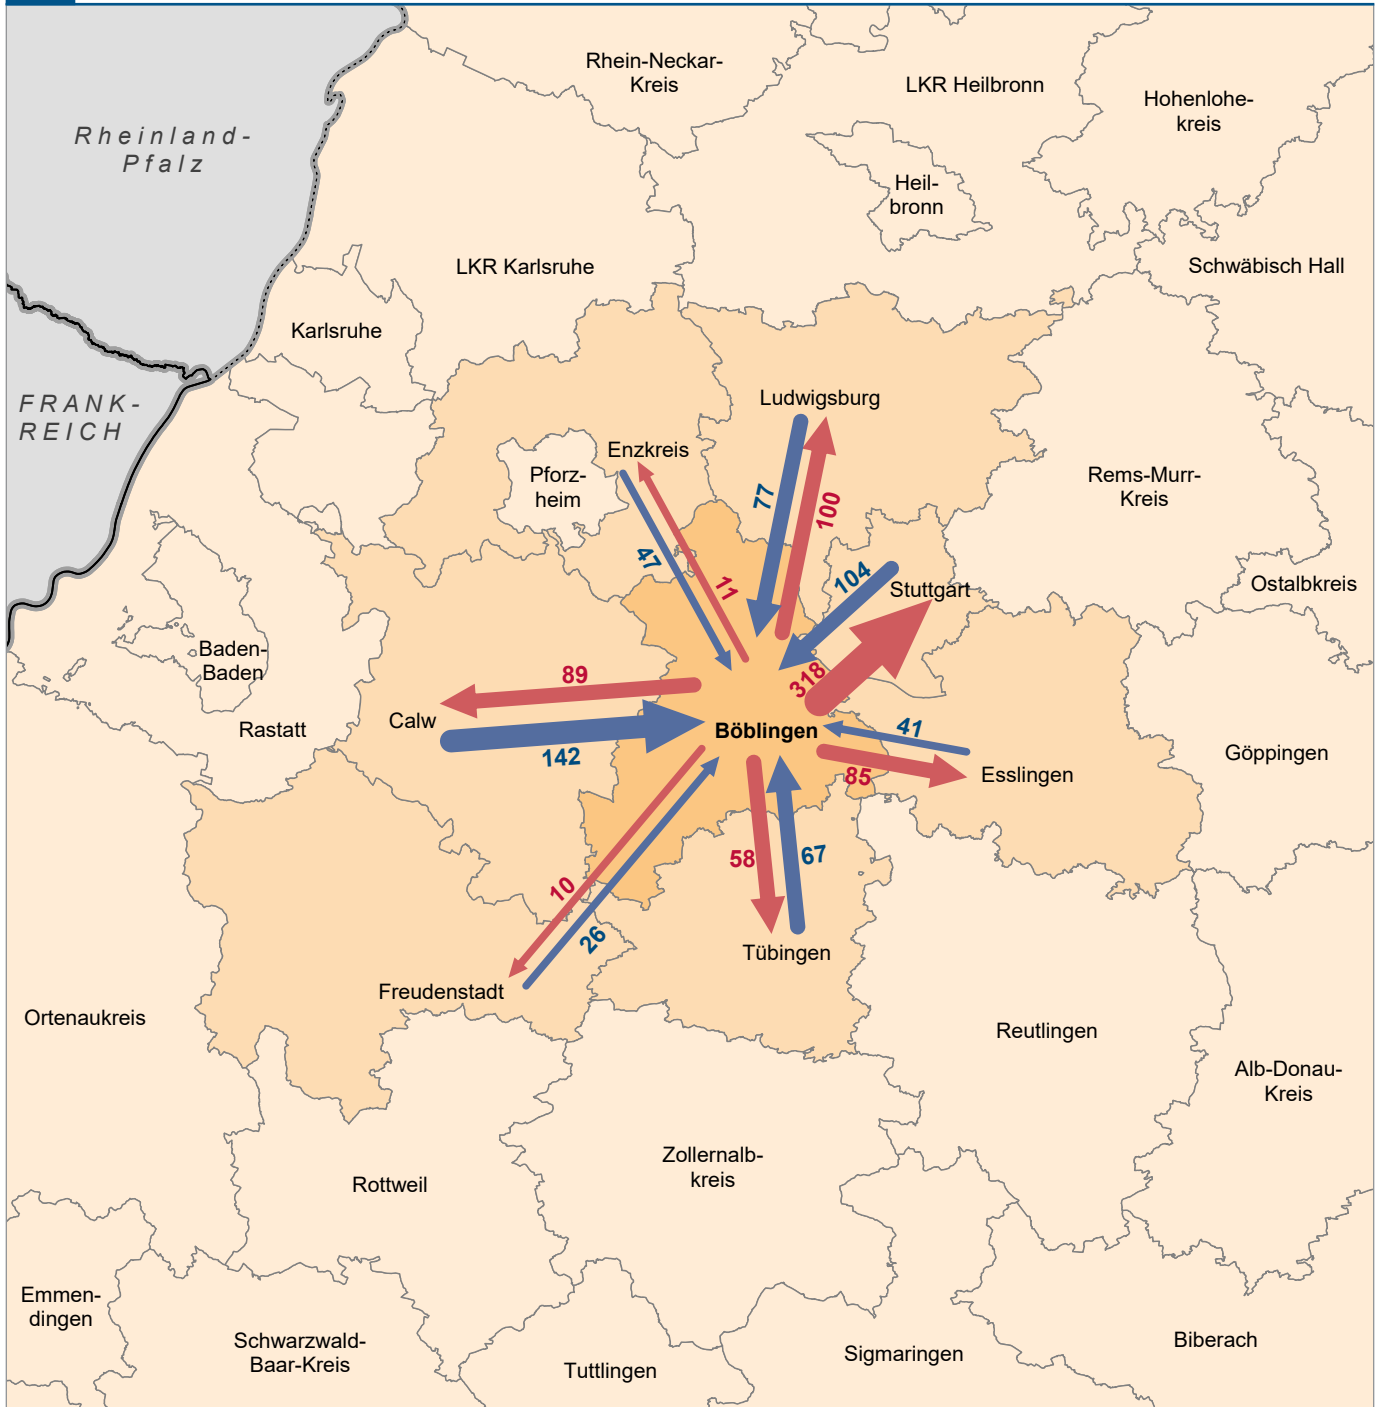 Rhein-Neckar-
Kreis
LKR Heilbronn
Hohenlohe-
kreis
Rheinland-
Pfalz
Heil-
bronn
LKR Karlsruhe
Schwäbisch Hall
Karlsruhe
FRANK-
REICH
Ludwigsburg
Enzkreis
Pforz-
heim
Rems-Murr-
Kreis
77
100
47
11
104
Stuttgart
Ostalbkreis
Baden-
Baden
89
318
Calw
Rastatt
Böblingen
41
142
85
Esslingen
Göppingen
58
67
10
26
Tübingen
Freudenstadt
Ortenaukreis
Reutlingen
Alb-Donau-
Kreis
Zollernalb-
kreis
Rottweil
Emmen-
dingen
Schwarzwald-
Baar-Kreis
Tuttlingen
Sigmaringen
Biberach